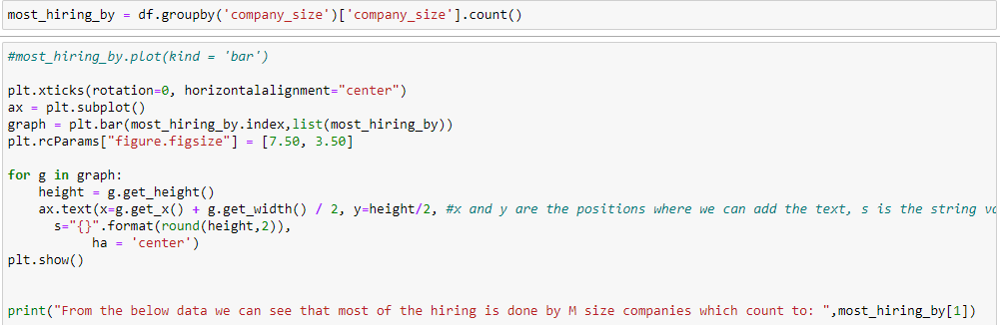 most_hiring_by = df.groupby('company_size')['company_size'].count()
#most_hiring_by.plot(kind = 'bar')
plt.xticks(rotation=0, horizontalalignment="center")
ax = plt.subplot()
graph = plt.bar(most_hiring_by.index,list(most_hiring_by))
plt.rcParams["figure.figsize"] = [7.50, 3.50]
for g in graph:
    height = g.get_height()
    ax.text(x=g.get_x() + g.get_width() / 2, y=height/2, #x and y are the positions where we can add the text, s is the string
      s="{}".format(round(height,2)),
           ha = 'center')
plt.show()
print("From the below data we can see that most of the hiring is done by M size companies which count to: ",most_hiring_by[1])